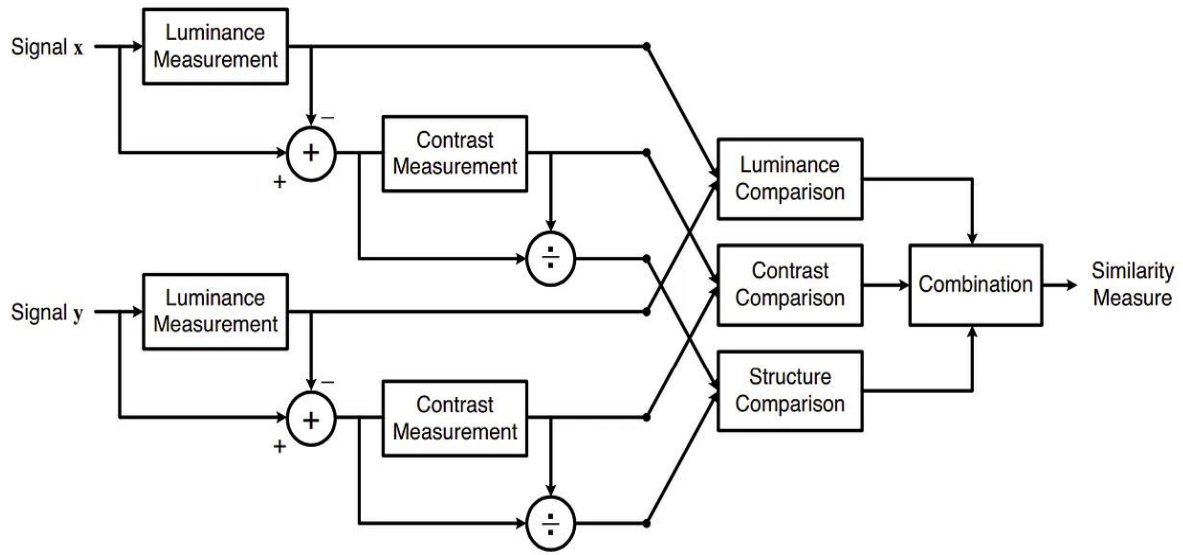 Signal x
Luminance
Measurement
−
+
+
Contrast
Measurement
÷
Signal y
Luminance
Measurement
−
+
+
Contrast
Measurement
÷
Luminance
Comparison
Contrast
Comparison
Structure
Comparison
Combination
Similarity
Measure